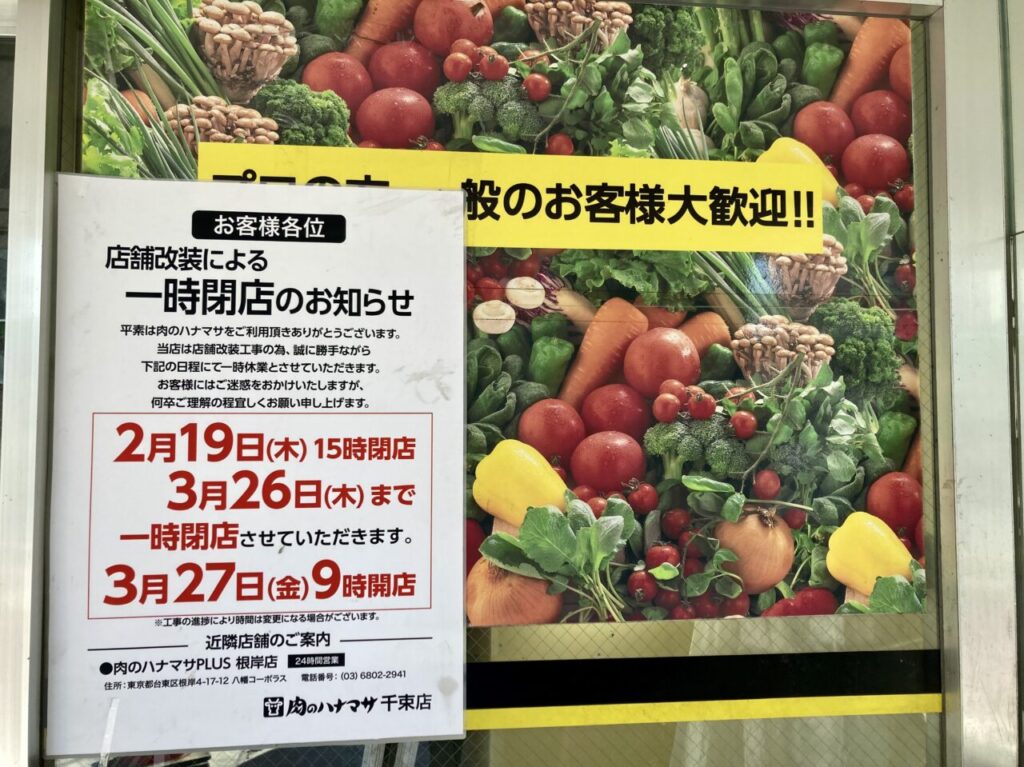 般のお客様大歓迎!!
お客様各位
店舗改装による
一時閉店のお知らせ
平素は肉のハナマサをご利用頂きありがとうございます。
当店は店舗改装工事の為、誠に勝手ながら
下記の日程にて一時休業とさせていただきます。
お客様にはご迷惑をおかけいたしますが、
何卒ご理解の程宜しくお願い申し上げます。
2月19日(木) 15時閉店
3月26日(木) まで
一時閉店させていただきます。
3月27日(金) 9時開店
※工事の進捗により時間は変更になる場合がございます。
近隣店舗のご案内
●肉のハナマサPLUS 根岸店 24時間営業
住所:東京都台東区根岸4-17-12 八幡コーポラス 電話番号:(03) 6802-2941
肉のハナマサ 千束店